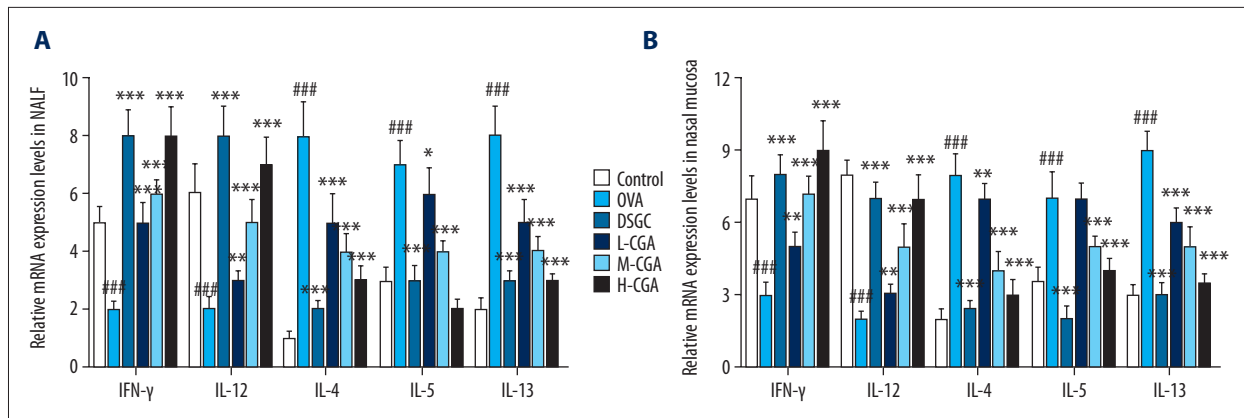 A
Relative mRNA expression levels in NALF
10
8
6
4
2
0
###
***
***
***
***
###
***
**
***
***
###
***
***
**
***
###
***
*
***
###
***
***
***
***
IFN-γ
IL-12
IL-4
IL-5
IL-13
Control
OVA
DSGC
L-CGA
M-CGA
H-CGA
B
Relative mRNA expression levels in nasal mucosa
12
9
6
3
0
###
***
**
***
***
###
***
**
***
***
###
***
**
***
***
###
***
***
***
###
***
***
***
***
IFN-γ
IL-12
IL-4
IL-5
IL-13